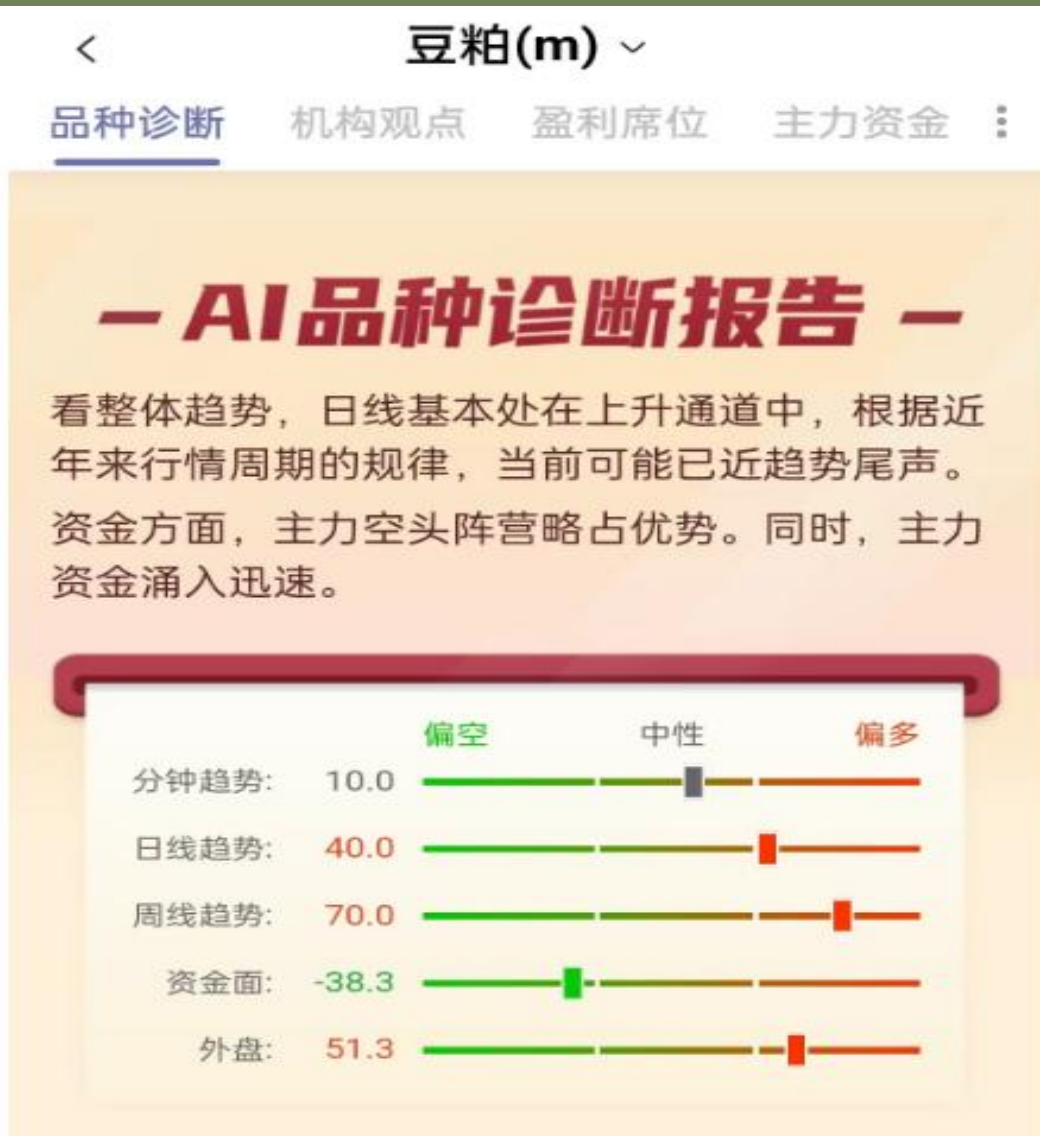 豆粕(m)
品种诊断 机构观点 盈利席位 主力资金
AI品种诊断报告
看整体趋势，日线基本处在上升通道中，根据近
年来行情周期的规律，当前可能已近趋势尾声。
资金方面，主力空头阵营略占优势。同时，主力
资金涌入迅速。
偏空 中性 偏多
分钟趋势: 10.0
日线趋势: 40.0
周线趋势: 70.0
资金面: -38.3
外盘: 51.3